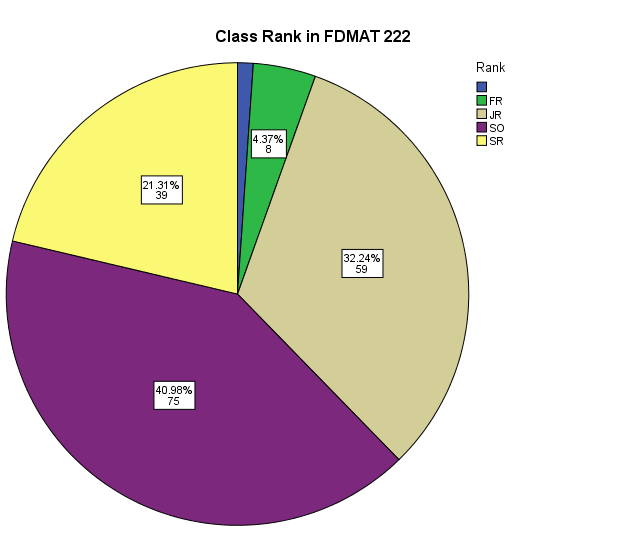 Class Rank in FDMAT 222
Rank
FR
JR
SO
SR
4.37%
8
21.31%
39
32.24%
59
40.98%
75